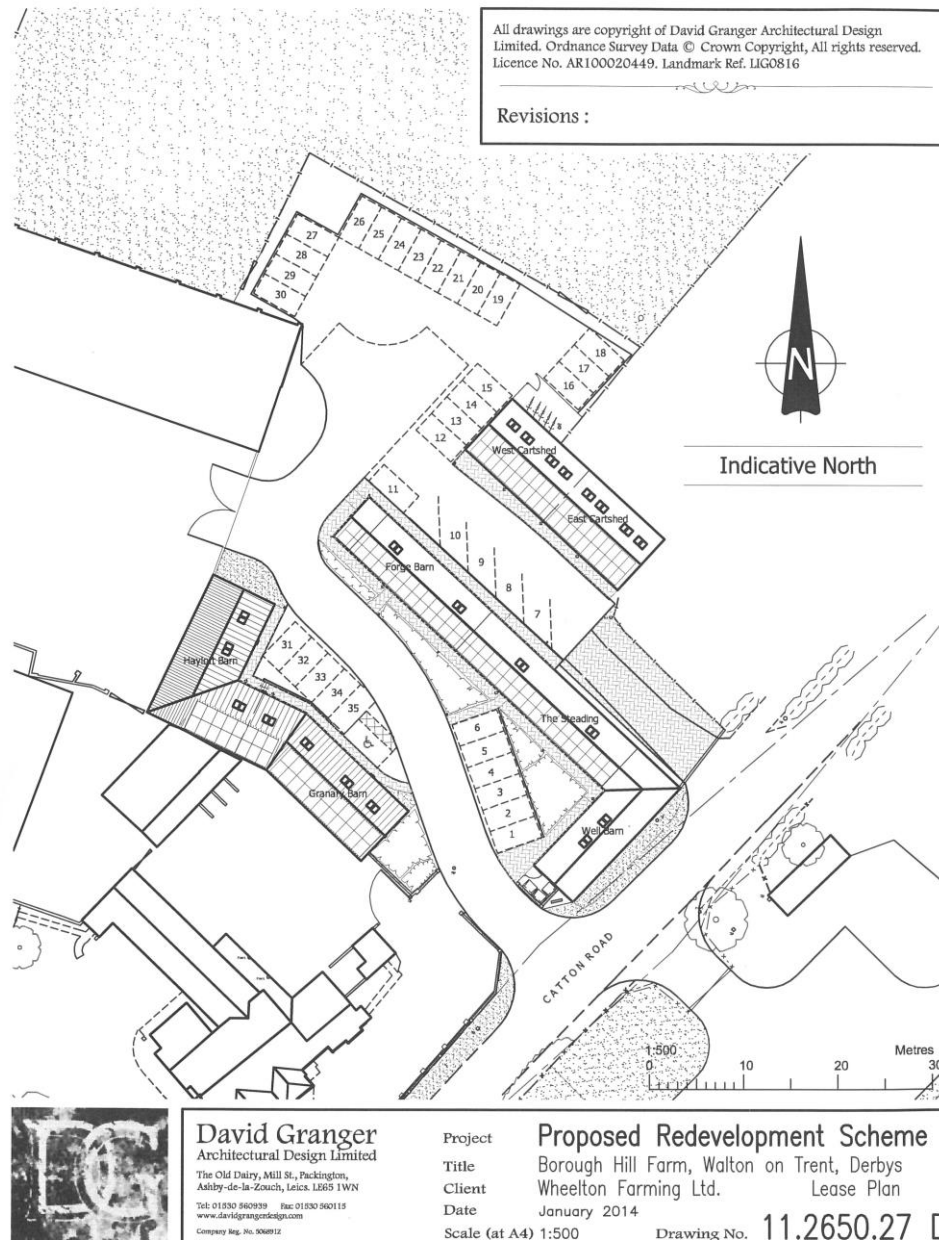 All drawings are copyright of David Granger Architectural Design
Limited. Ordnance Survey Data © Crown Copyright, All rights reserved.
Licence No. AR100020449. Landmark Ref. LIG0816
Revisions :
26
25
24
23
22
21
20
19
27
28
29
30
18
17
16
15
14
13
12
11
10
9
8
7
N
Indicative North
West Cartshed
East Cartshed
Forge Barn
Hayloft Barn
31
32
33
34
35
The Steading
6
5
4
3
2
1
Granary Barn
Well Barn
CATTON ROAD
1:500
Metres
0
10
20
30
DG
David Granger
Architectural Design Limited
The Old Dairy, Mill St., Packington,
Ashby-de-la-Zouch, Leics. LE65 1WN
Tel: 01530 560939 Fax: 01530 560115
www.davidgrangerdesign.com
Company Reg. No. 5068912
Project Proposed Redevelopment Scheme
Title Borough Hill Farm, Walton on Trent, Derbys
Client Wheelton Farming Ltd. Lease Plan
Date January 2014
Scale (at A4) 1:500 Drawing No. 11.2650.27 D